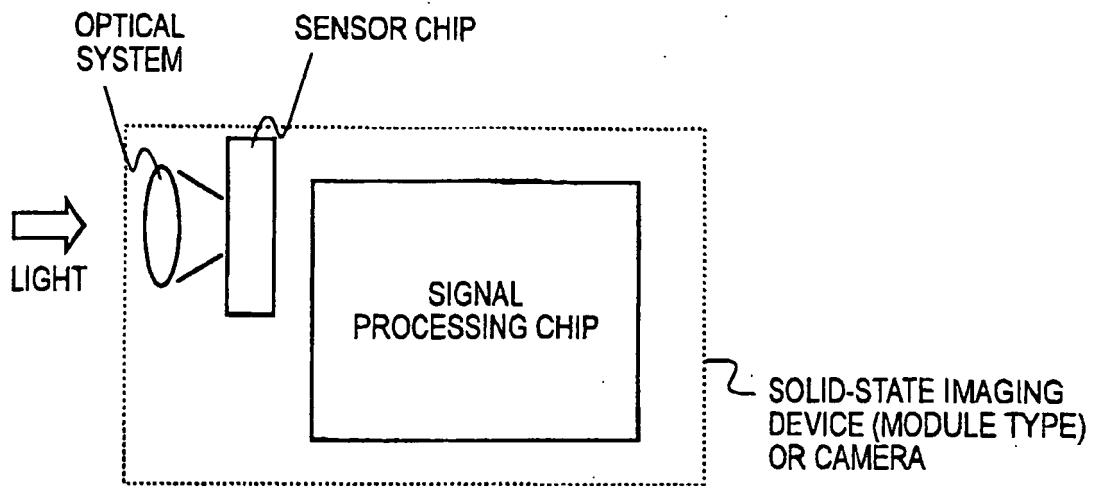 OPTICAL
SYSTEM
SENSOR CHIP
LIGHT
SIGNAL
PROCESSING CHIP
SOLID-STATE IMAGING
DEVICE (MODULE TYPE)
OR CAMERA